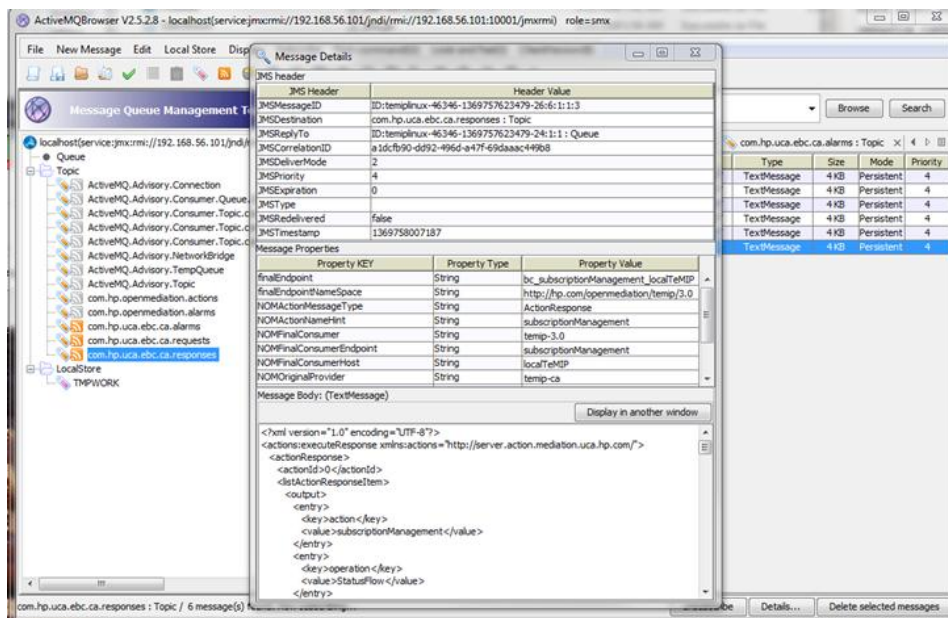 ActiveMQBrowser V2.5.2.8 - localhost(service:jmx:rmi://192.168.56.101/jndi/rmi://192.168.56.101:10001/jmxrmi) role=smx
File New Message Edit Local Store Disp
Message Queue Management T
Browse Search
localhost(service:jmx:rmi://192.168.56.101/jndi/r
Queue
Topic
ActiveMQ.Advisory.Connection
ActiveMQ.Advisory.Consumer.Queue.
ActiveMQ.Advisory.Consumer.Topic.c
ActiveMQ.Advisory.Consumer.Topic.c
ActiveMQ.Advisory.Consumer.Topic.c
ActiveMQ.Advisory.NetworkBridge
ActiveMQ.Advisory.TempQueue
ActiveMQ.Advisory.Topic
com.hp.openmediation.actions
com.hp.openmediation.alarms
com.hp.uca.ebc.ca.alarms
com.hp.uca.ebc.ca.requests
com.hp.uca.ebc.ca.responses
LocalStore
TMPWORK
Message Details
JMS header
JMS Header Header Value
JMSMessageID ID:temiplinux-46346-1369757623479-26:6:1:1:3
JMSDestination com.hp.uca.ebc.ca.responses : Topic
JMSReplyTo ID:temiplinux-46346-1369757623479-24:1:1 : Queue
JMSCorrelationID a1dcfb90-dd92-496d-a47f-69daaac449b8
JMSDeliverMode 2
JMSPriority 4
JMSExpiration 0
JMSType
JMSRedelivered false
JMSTimestamp 1369758007187
Message Properties
Property KEY Property Type Property Value
finalEndpoint String bc_subscriptionManagement_localTeMIP
finalEndpointNameSpace String http://hp.com/openmediation/temip/3.0
NOMActionMessageType String ActionResponse
NOMActionNameHint String subscriptionManagement
NOMFinalConsumer String temip-3.0
NOMFinalConsumerEndpoint String subscriptionManagement
NOMFinalConsumerHost String localTeMIP
NOMOriginalProvider String temip-ca
Message Body: (TextMessage)
Display in another window
<?xml version="1.0" encoding="UTF-8"?>
<actions:executeResponse xmlns:actions="http://server.action.mediation.uca.hp.com/">
<actionResponse>
<actionId>0</actionId>
<listActionResponseItem>
<output>
<entry>
<key>action</key>
<value>subscriptionManagement</value>
</entry>
<entry>
<key>operation</key>
<value>StatusFlow</value>
</entry>
com.hp.uca.ebc.ca.alarms : Topic
Type Size Mode Priority
TextMessage 4 KB Persistent 4
TextMessage 4 KB Persistent 4
TextMessage 4 KB Persistent 4
TextMessage 4 KB Persistent 4
TextMessage 4 KB Persistent 4
TextMessage 4 KB Persistent 4
com.hp.uca.ebc.ca.responses : Topic / 6 message(s)
Details... Delete selected messages